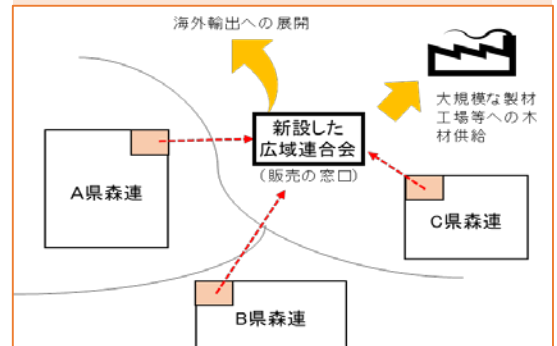 海外輸出への展開
大規模な製材
工場等への木
材供給
新設した
広域連合会
(販売の窓口)
A県森連
C県森連
B県森連